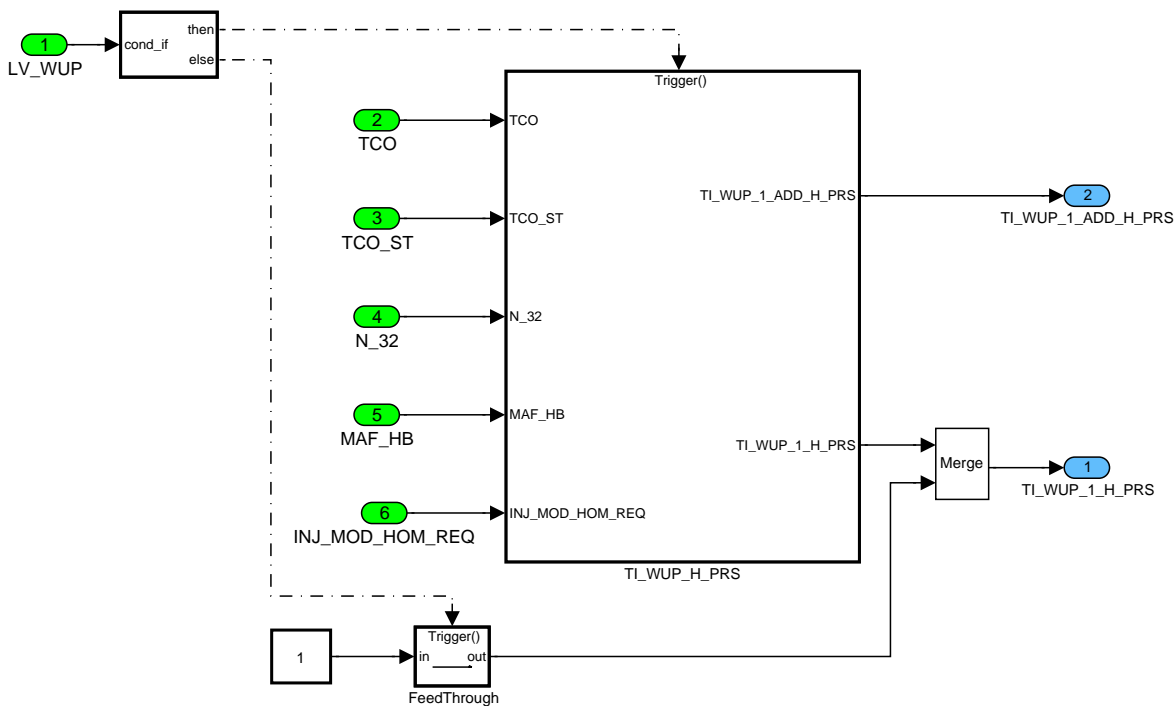 then
1
cond_if
LV_WUP
else
Trigger()
2
TCO
TCO
TI_WUP_1_ADD_H_PRS
2
TI_WUP_1_ADD_H_PRS
3
TCO_ST
TCO_ST
4
N_32
N_32
5
MAF_HB
MAF_HB
TI_WUP_1_H_PRS
Merge
1
TI_WUP_1_H_PRS
6
INJ_MOD_HOM_REQ
INJ_MOD_HOM_REQ
TI_WUP_H_PRS
Trigger()
1
in
out
FeedThrough